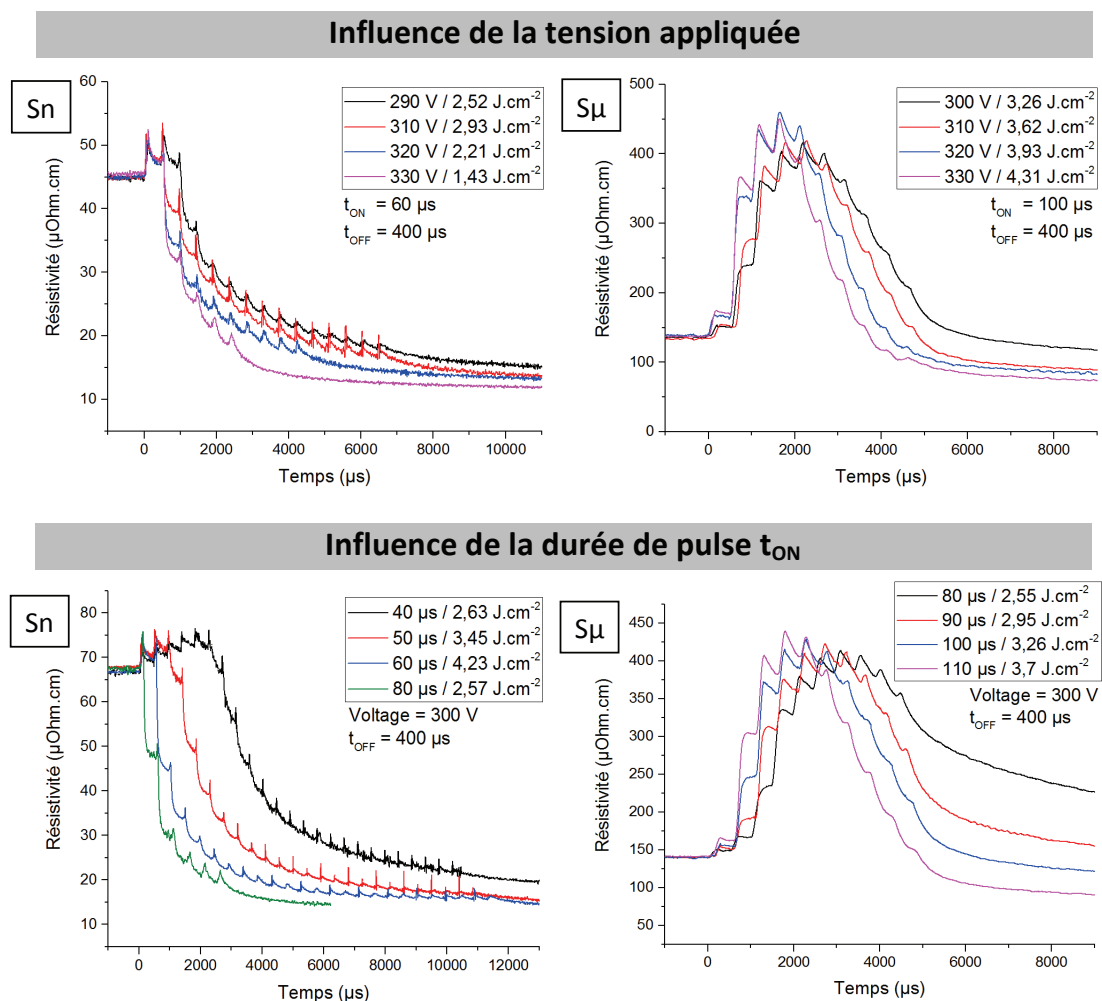 Influence de la tension appliquée
Sn
60
50
40
30
20
10
Résistivité (µOhm.cm)
0
2000
4000
6000
8000
10000
Temps (µs)
290 V / 2,52 J.cm⁻²
310 V / 2,93 J.cm⁻²
320 V / 2,21 J.cm⁻²
330 V / 1,43 J.cm⁻²
tON = 60 µs
tOFF = 400 µs
Sµ
500
400
300
200
100
0
Résistivité (µOhm.cm)
0
2000
4000
6000
8000
Temps (µs)
300 V / 3,26 J.cm⁻²
310 V / 3,62 J.cm⁻²
320 V / 3,93 J.cm⁻²
330 V / 4,31 J.cm⁻²
tON = 100 µs
tOFF = 400 µs
Influence de la durée de pulse tON
Sn
85
75
65
55
45
35
25
15
Résistivité (µOhm.cm)
0
2000
4000
6000
8000
10000
12000
Temps (µs)
40 µs / 2,63 J.cm⁻²
50 µs / 3,45 J.cm⁻²
60 µs / 4,23 J.cm⁻²
80 µs / 2,57 J.cm⁻²
Voltage = 300 V
tOFF = 400 µs
Sµ
450
400
350
300
250
200
150
100
50
Résistivité (µOhm.cm)
0
2000
4000
6000
8000
Temps (µs)
80 µs / 2,55 J.cm⁻²
90 µs / 2,95 J.cm⁻²
100 µs / 3,26 J.cm⁻²
110 µs / 3,7 J.cm⁻²
Voltage = 300 V
tOFF = 400 µs